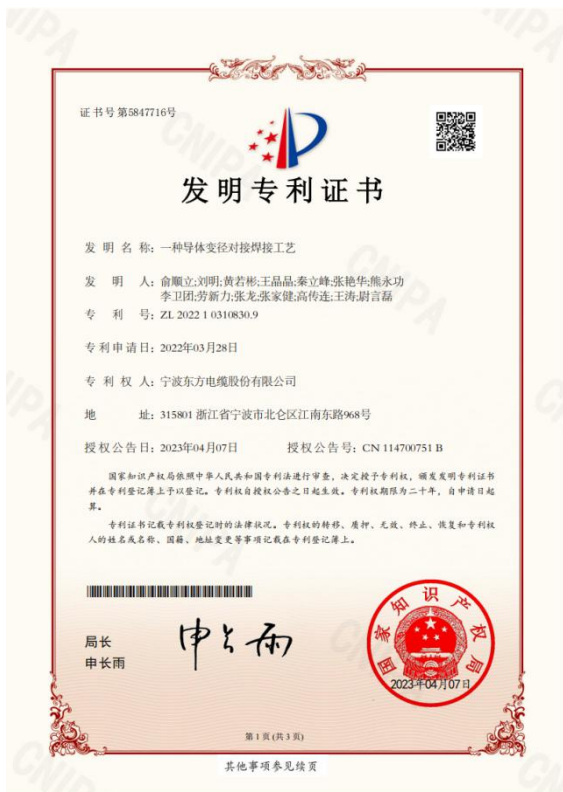 证书号第5847716号
发明专利证书
发 明 名 称：一种导体变径对接焊接工艺
发 明 人：俞顺立;刘明;黄若彬;王晶晶;秦立峰;张艳华;熊永功
李卫团;劳新力;张龙;张家健;高传连;王涛;尉言磊
专 利 号：ZL 2022 1 0310830.9
专利申请日：2022年03月28日
专 利 权 人：宁波东方电缆股份有限公司
地 址：315801 浙江省宁波市北仑区江南东路968号
授权公告日：2023年04月07日 授权公告号：CN 114700751 B
国家知识产权局依照中华人民共和国专利法进行审查，决定授予专利权，颁发发明专利证书
并在专利登记簿上予以登记。专利权自授权公告之日起生效。专利权期限为二十年，自申请日起
算。
专利证书记载专利权登记时的法律状况。专利权的转移、质押、无效、终止、恢复和专利权
人的姓名或名称、国籍、地址变更等事项记载在专利登记簿上。
局长
申长雨
申长雨
国家知识产权局
2023年04月07日
第 1 页 (共 3 页)
其他事项参见续页
CNIPA